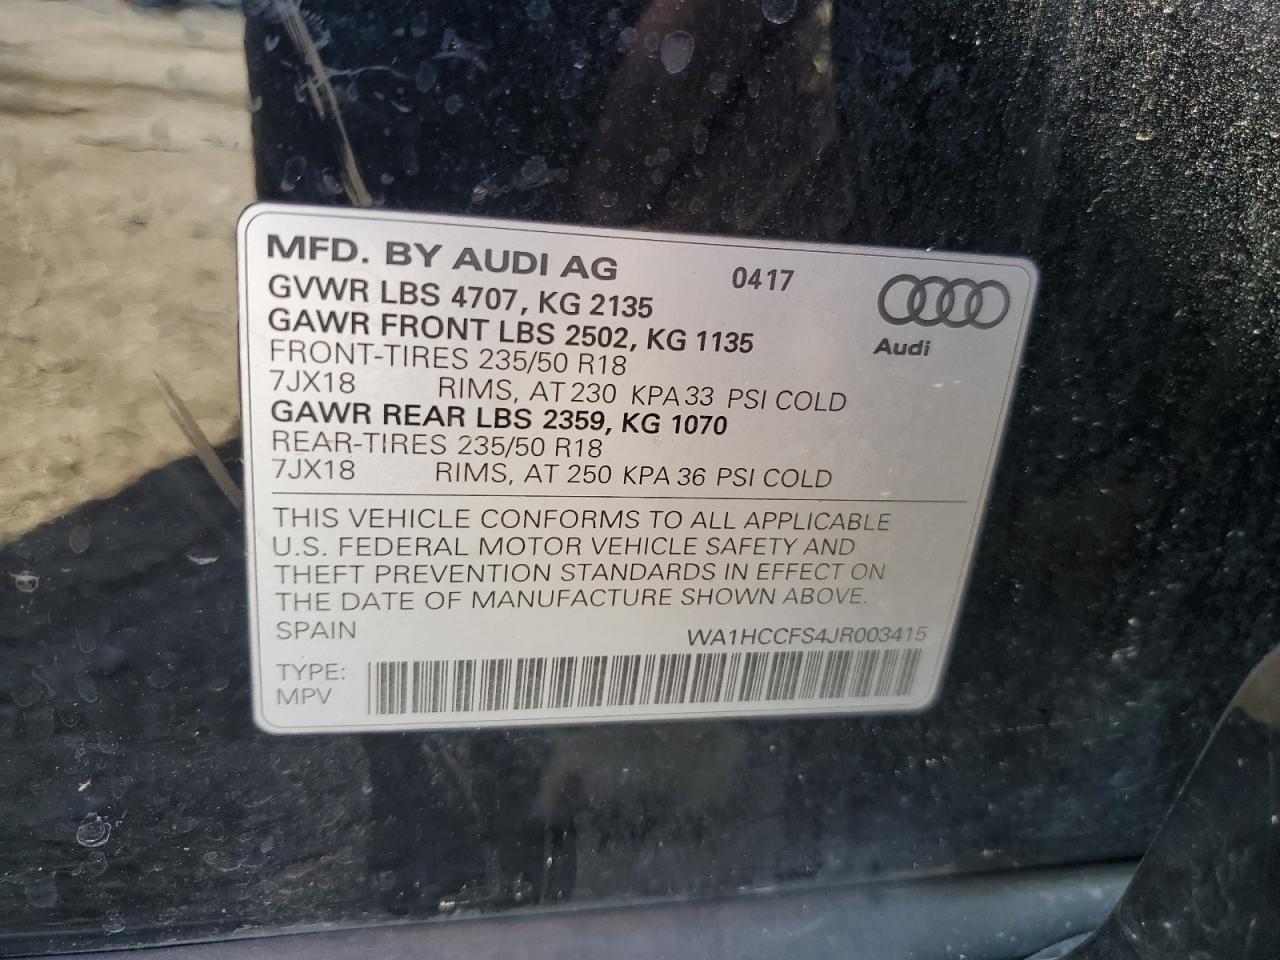 MFD. BY AUDI AG 0417
GVWR LBS 4707, KG 2135
GAWR FRONT LBS 2502, KG 1135
Audi
FRONT-TIRES 235/50 R18
7JX18 RIMS, AT 230 KPA 33 PSI COLD
GAWR REAR LBS 2359, KG 1070
REAR-TIRES 235/50 R18
7JX18 RIMS, AT 250 KPA 36 PSI COLD
THIS VEHICLE CONFORMS TO ALL APPLICABLE
U.S. FEDERAL MOTOR VEHICLE SAFETY AND
THEFT PREVENTION STANDARDS IN EFFECT ON
THE DATE OF MANUFACTURE SHOWN ABOVE.
SPAIN WA1HCCFS4JR003415
TYPE:
MPV